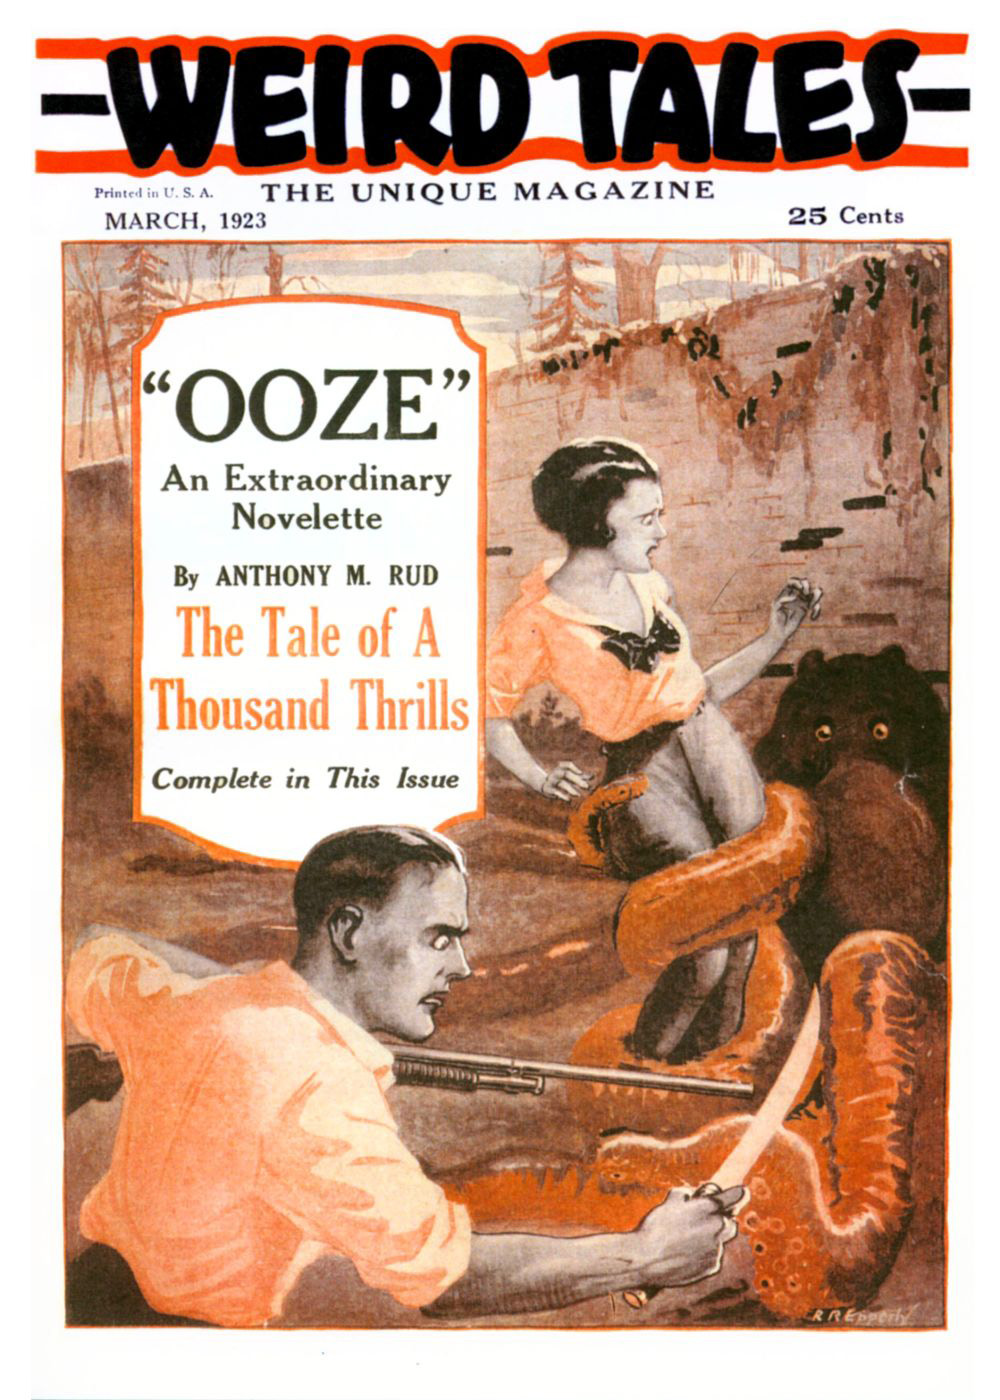 WEIRD TALES
Printed in U. S. A.
THE UNIQUE MAGAZINE
MARCH, 1923
25 Cents
"OOZE"
An Extraordinary
Novelette
By ANTHONY M. RUD
The Tale of A
Thousand Thrills
Complete in This Issue
R R Epperly